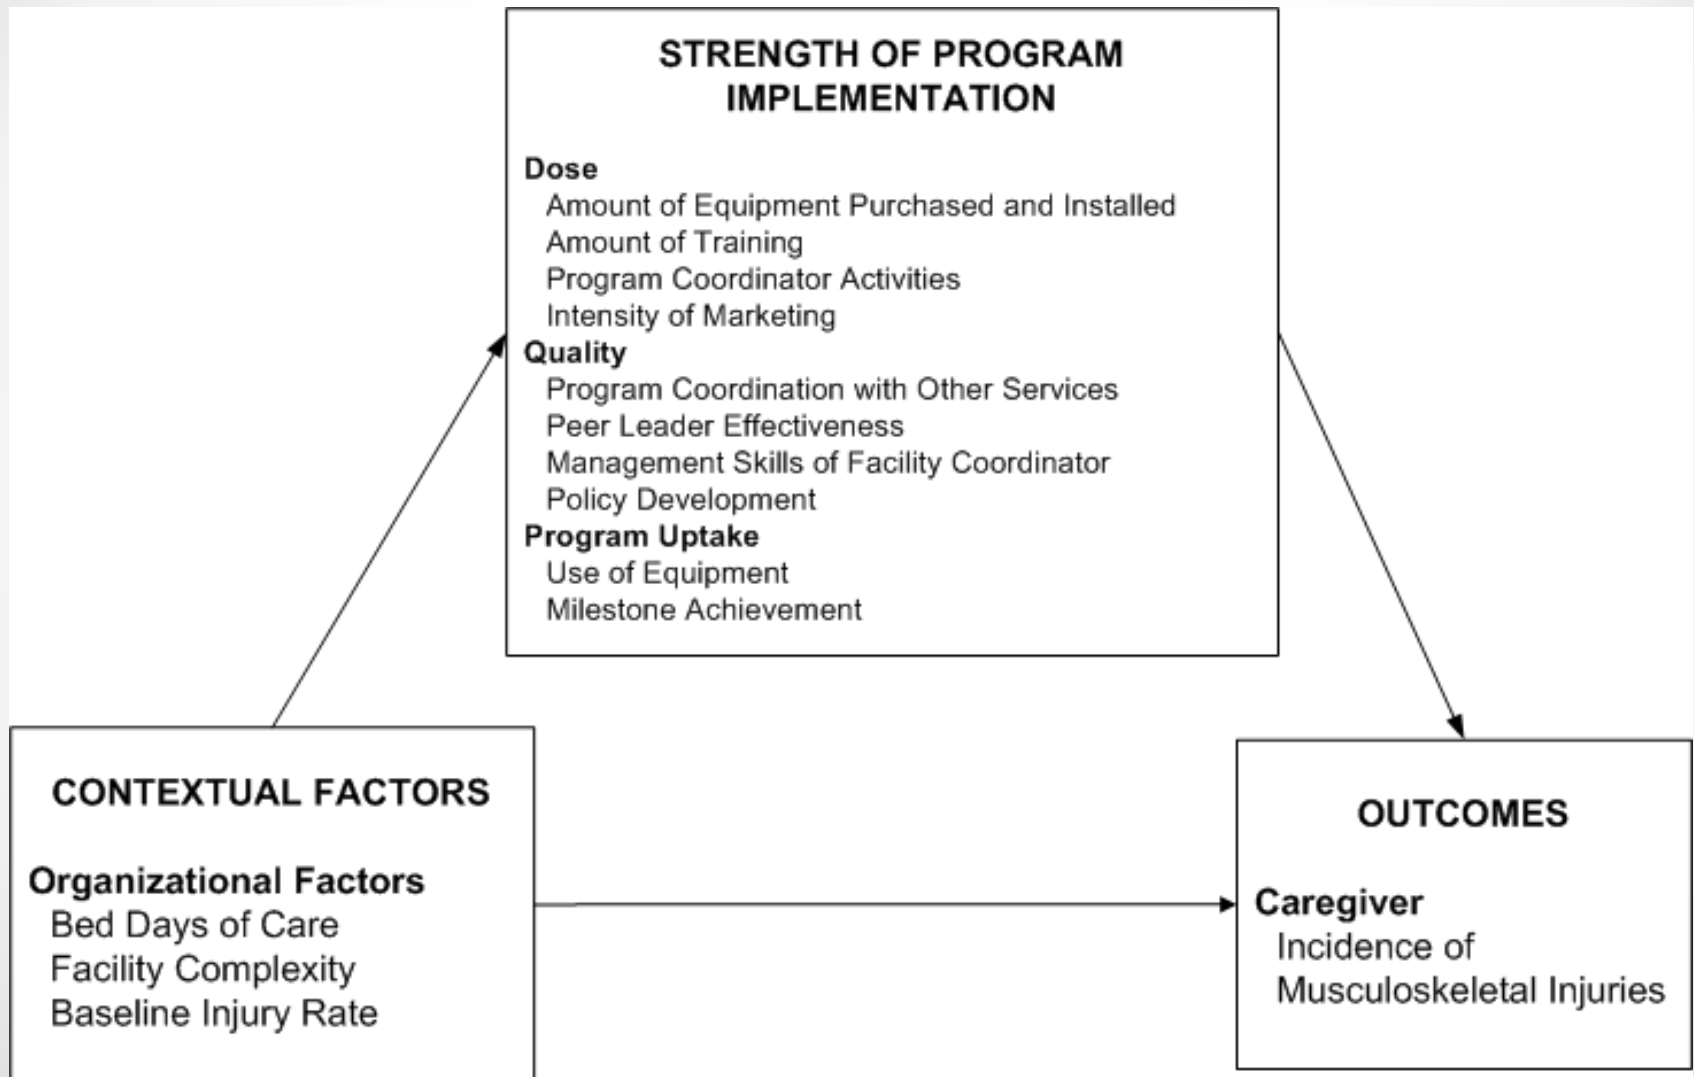 STRENGTH OF PROGRAM
IMPLEMENTATION
Dose
Amount of Equipment Purchased and Installed
Amount of Training
Program Coordinator Activities
Intensity of Marketing
Quality
Program Coordination with Other Services
Peer Leader Effectiveness
Management Skills of Facility Coordinator
Policy Development
Program Uptake
Use of Equipment
Milestone Achievement
CONTEXTUAL FACTORS
Organizational Factors
Bed Days of Care
Facility Complexity
Baseline Injury Rate
OUTCOMES
Caregiver
Incidence of
Musculoskeletal Injuries